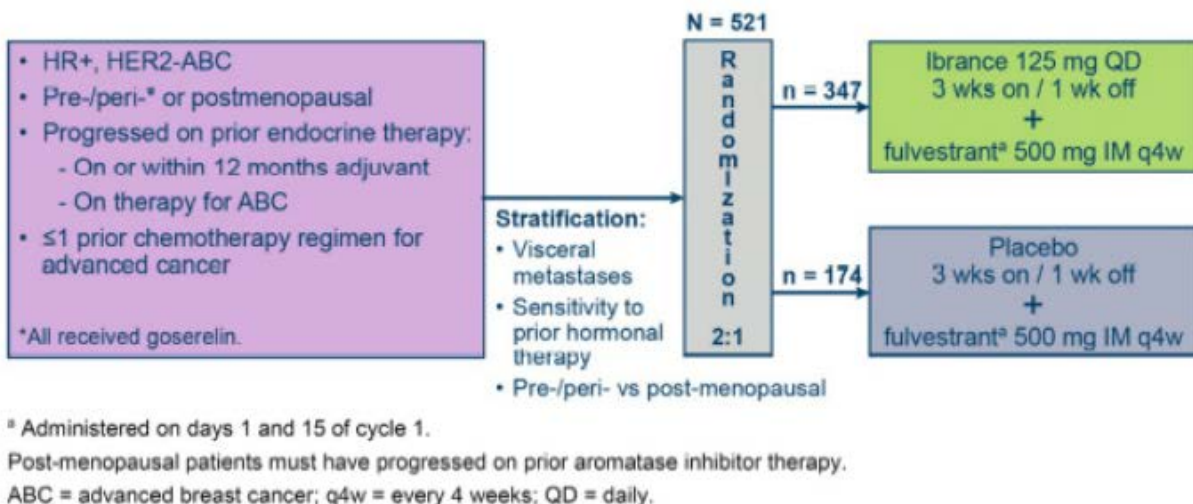 N = 521
• HR+, HER2-ABC
• Pre-/peri-* or postmenopausal
• Progressed on prior endocrine therapy:
- On or within 12 months adjuvant
- On therapy for ABC
• ≤1 prior chemotherapy regimen for
advanced cancer
*All received goserelin.
Stratification:
• Visceral
metastases
• Sensitivity to
prior hormonal
therapy
• Pre-/peri- vs post-menopausal
Randomization
2:1
n = 347
Ibrance 125 mg QD
3 wks on / 1 wk off
+
fulvestrantᵃ 500 mg IM q4w
n = 174
Placebo
3 wks on / 1 wk off
+
fulvestrantᵃ 500 mg IM q4w
ᵃ Administered on days 1 and 15 of cycle 1.
Post-menopausal patients must have progressed on prior aromatase inhibitor therapy.
ABC = advanced breast cancer; q4w = every 4 weeks; QD = daily.